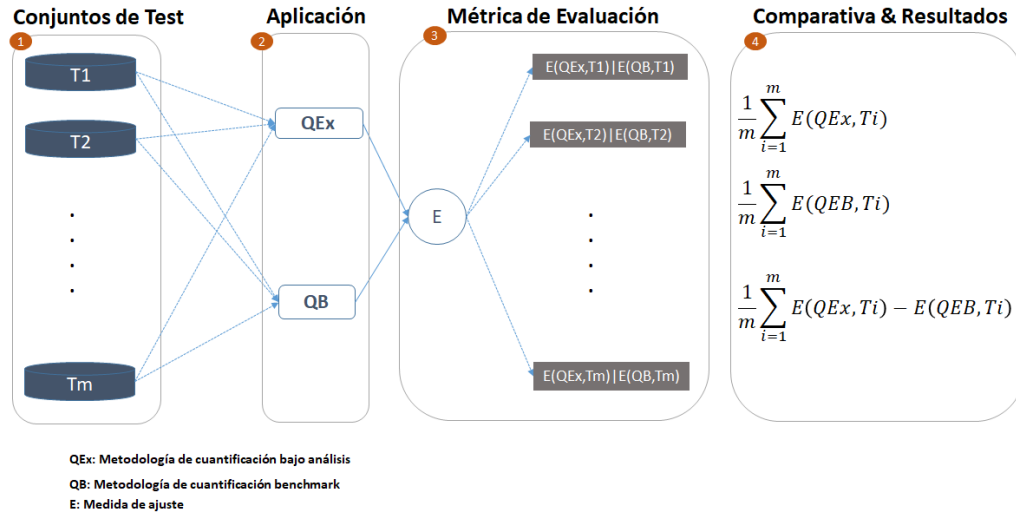 Conjuntos de Test
Aplicación
Métrica de Evaluación
Comparativa & Resultados
1
2
3
4
T1
T2
.
.
.
.
Tm
QEx
QB
E
E(QEx,T1)|E(QB,T1)
E(QEx,T2)|E(QB,T2)
.
.
.
.
E(QEx,Tm)|E(QB,Tm)
1/m ∑_{i=1}^{m} E(QEx,Ti)
1/m ∑_{i=1}^{m} E(QEB,Ti)
1/m ∑_{i=1}^{m} E(QEx,Ti) − E(QEB,Ti)
QEx: Metodología de cuantificación bajo análisis
QB: Metodología de cuantificación benchmark
E: Medida de ajuste